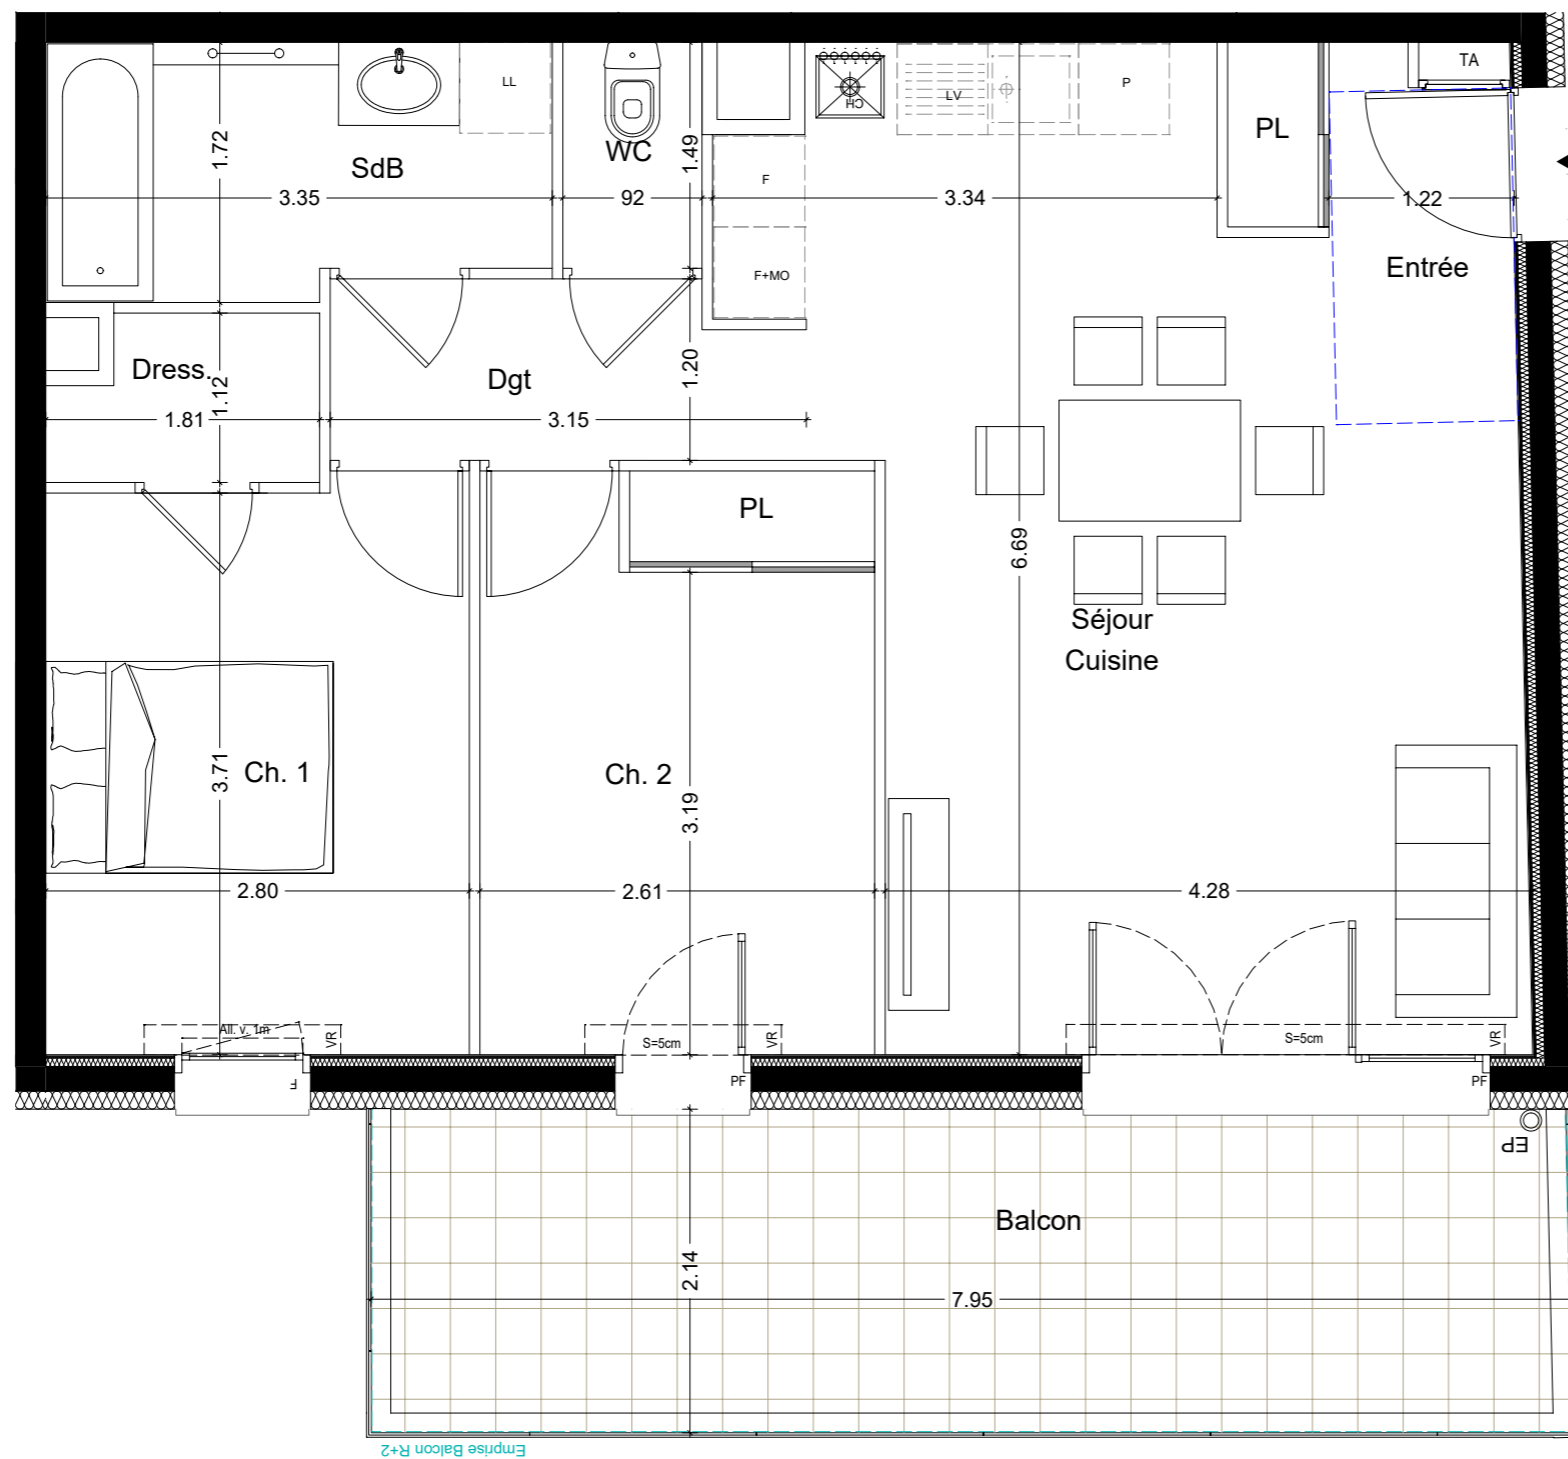 TA
LL
LV
P
CH
PL
WC
1.72
1.49
SdB
F
3.35
92
3.34
1.22
Entrée
F+MO
Dress.
1.12
Dgt
1.20
1.81
3.15
PL
6.69
Séjour
Cuisine
Ch. 1
3.71
Ch. 2
3.19
2.80
2.61
4.28
All. v. 1m
VR
S=5cm
VR
S=5cm
VR
F
PF
PF
EP
Balcon
2.14
7.95
Emprise Balcon R+2